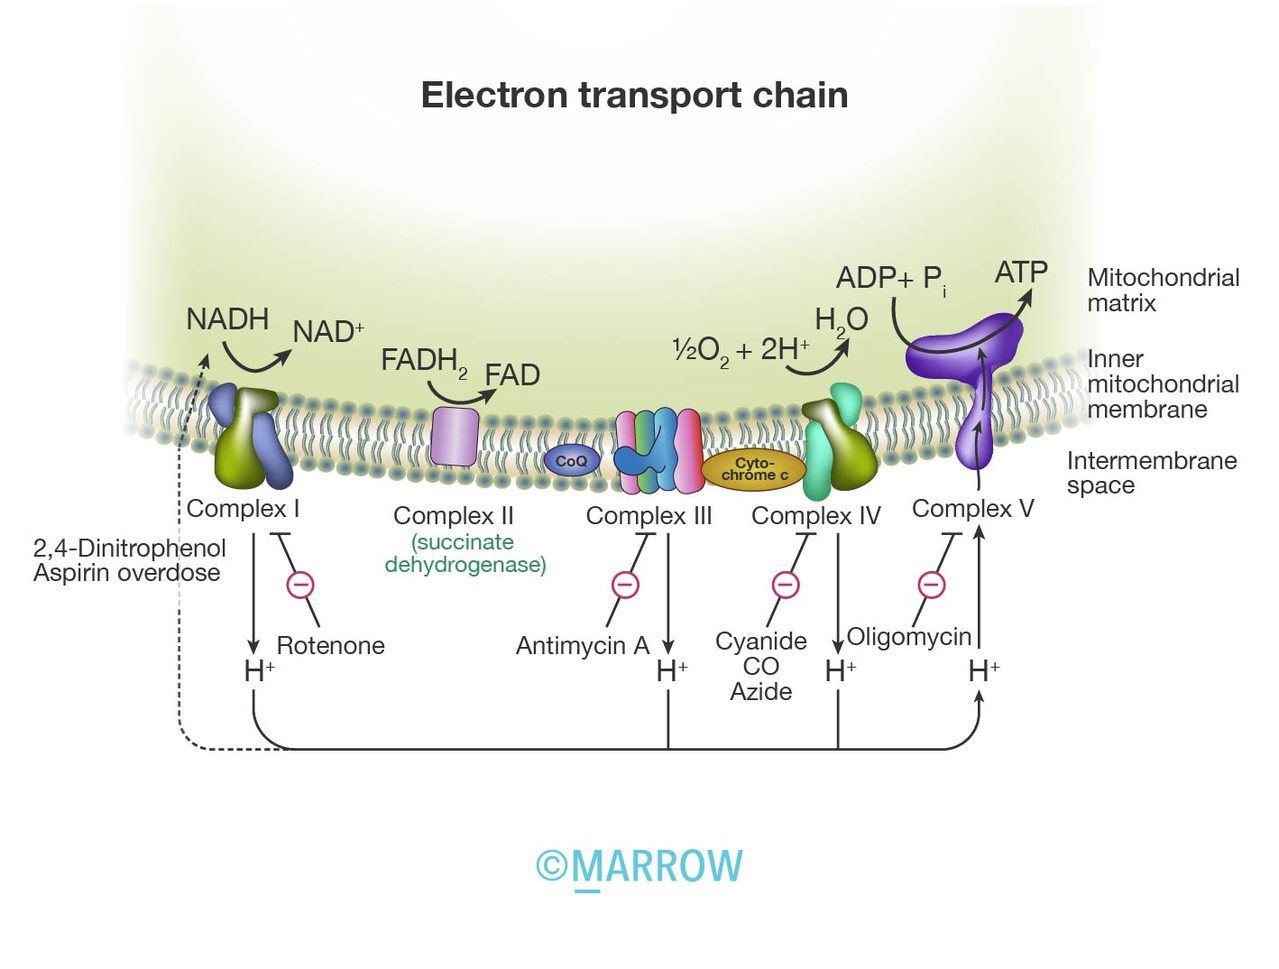 Electron transport chain
NADH
NAD⁺
FADH₂
FAD
½O₂ + 2H⁺
H₂O
ADP+ Pᵢ
ATP
Mitochondrial
matrix
Inner
mitochondrial
membrane
Intermembrane
space
CoQ
Cyto-
chrome c
Complex I
Complex II
(succinate
dehydrogenase)
Complex III
Complex IV
Complex V
2,4-Dinitrophenol
Aspirin overdose
Rotenone
Antimycin A
Cyanide
CO
Azide
Oligomycin
H⁺
H⁺
H⁺
H⁺
©MARROW